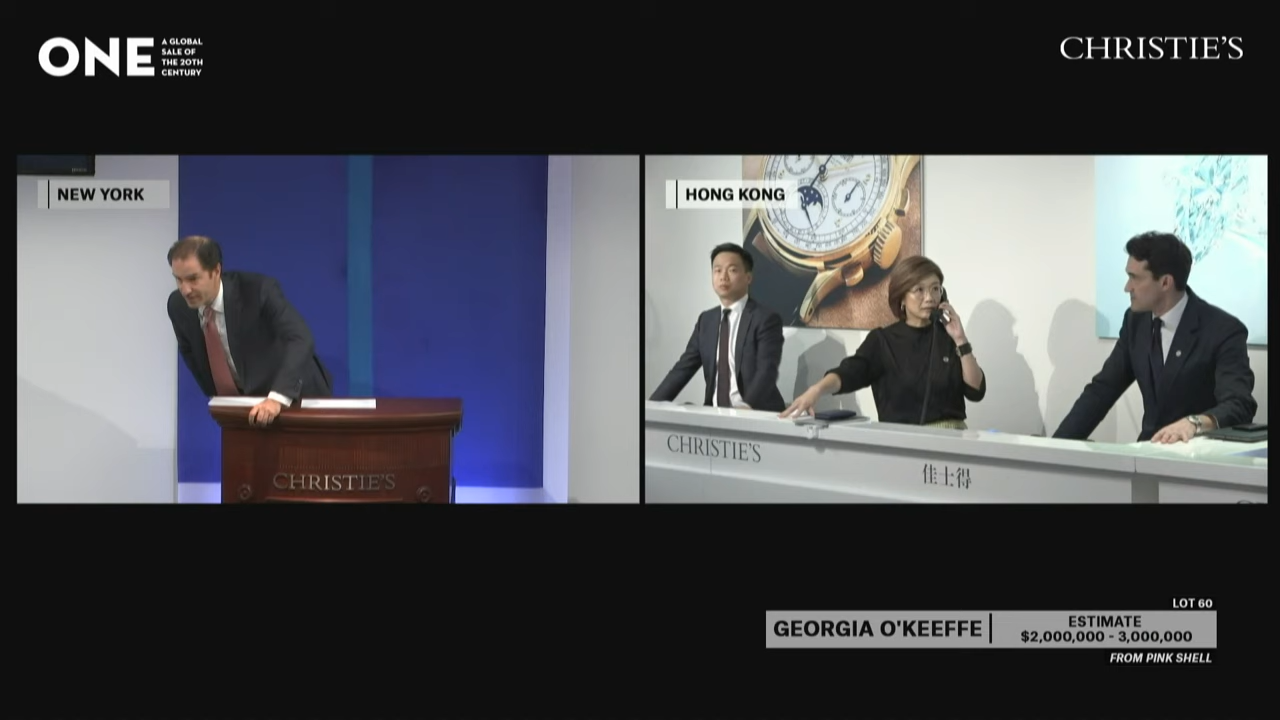 ONE
A GLOBAL
SALE OF
THE 20TH
CENTURY
CHRISTIE'S
NEW YORK
HONG KONG
CHRISTIE'S
CHRISTIE'S
佳士得
LOT 60
GEORGIA O'KEEFFE
ESTIMATE
$2,000,000 - 3,000,000
FROM PINK SHELL